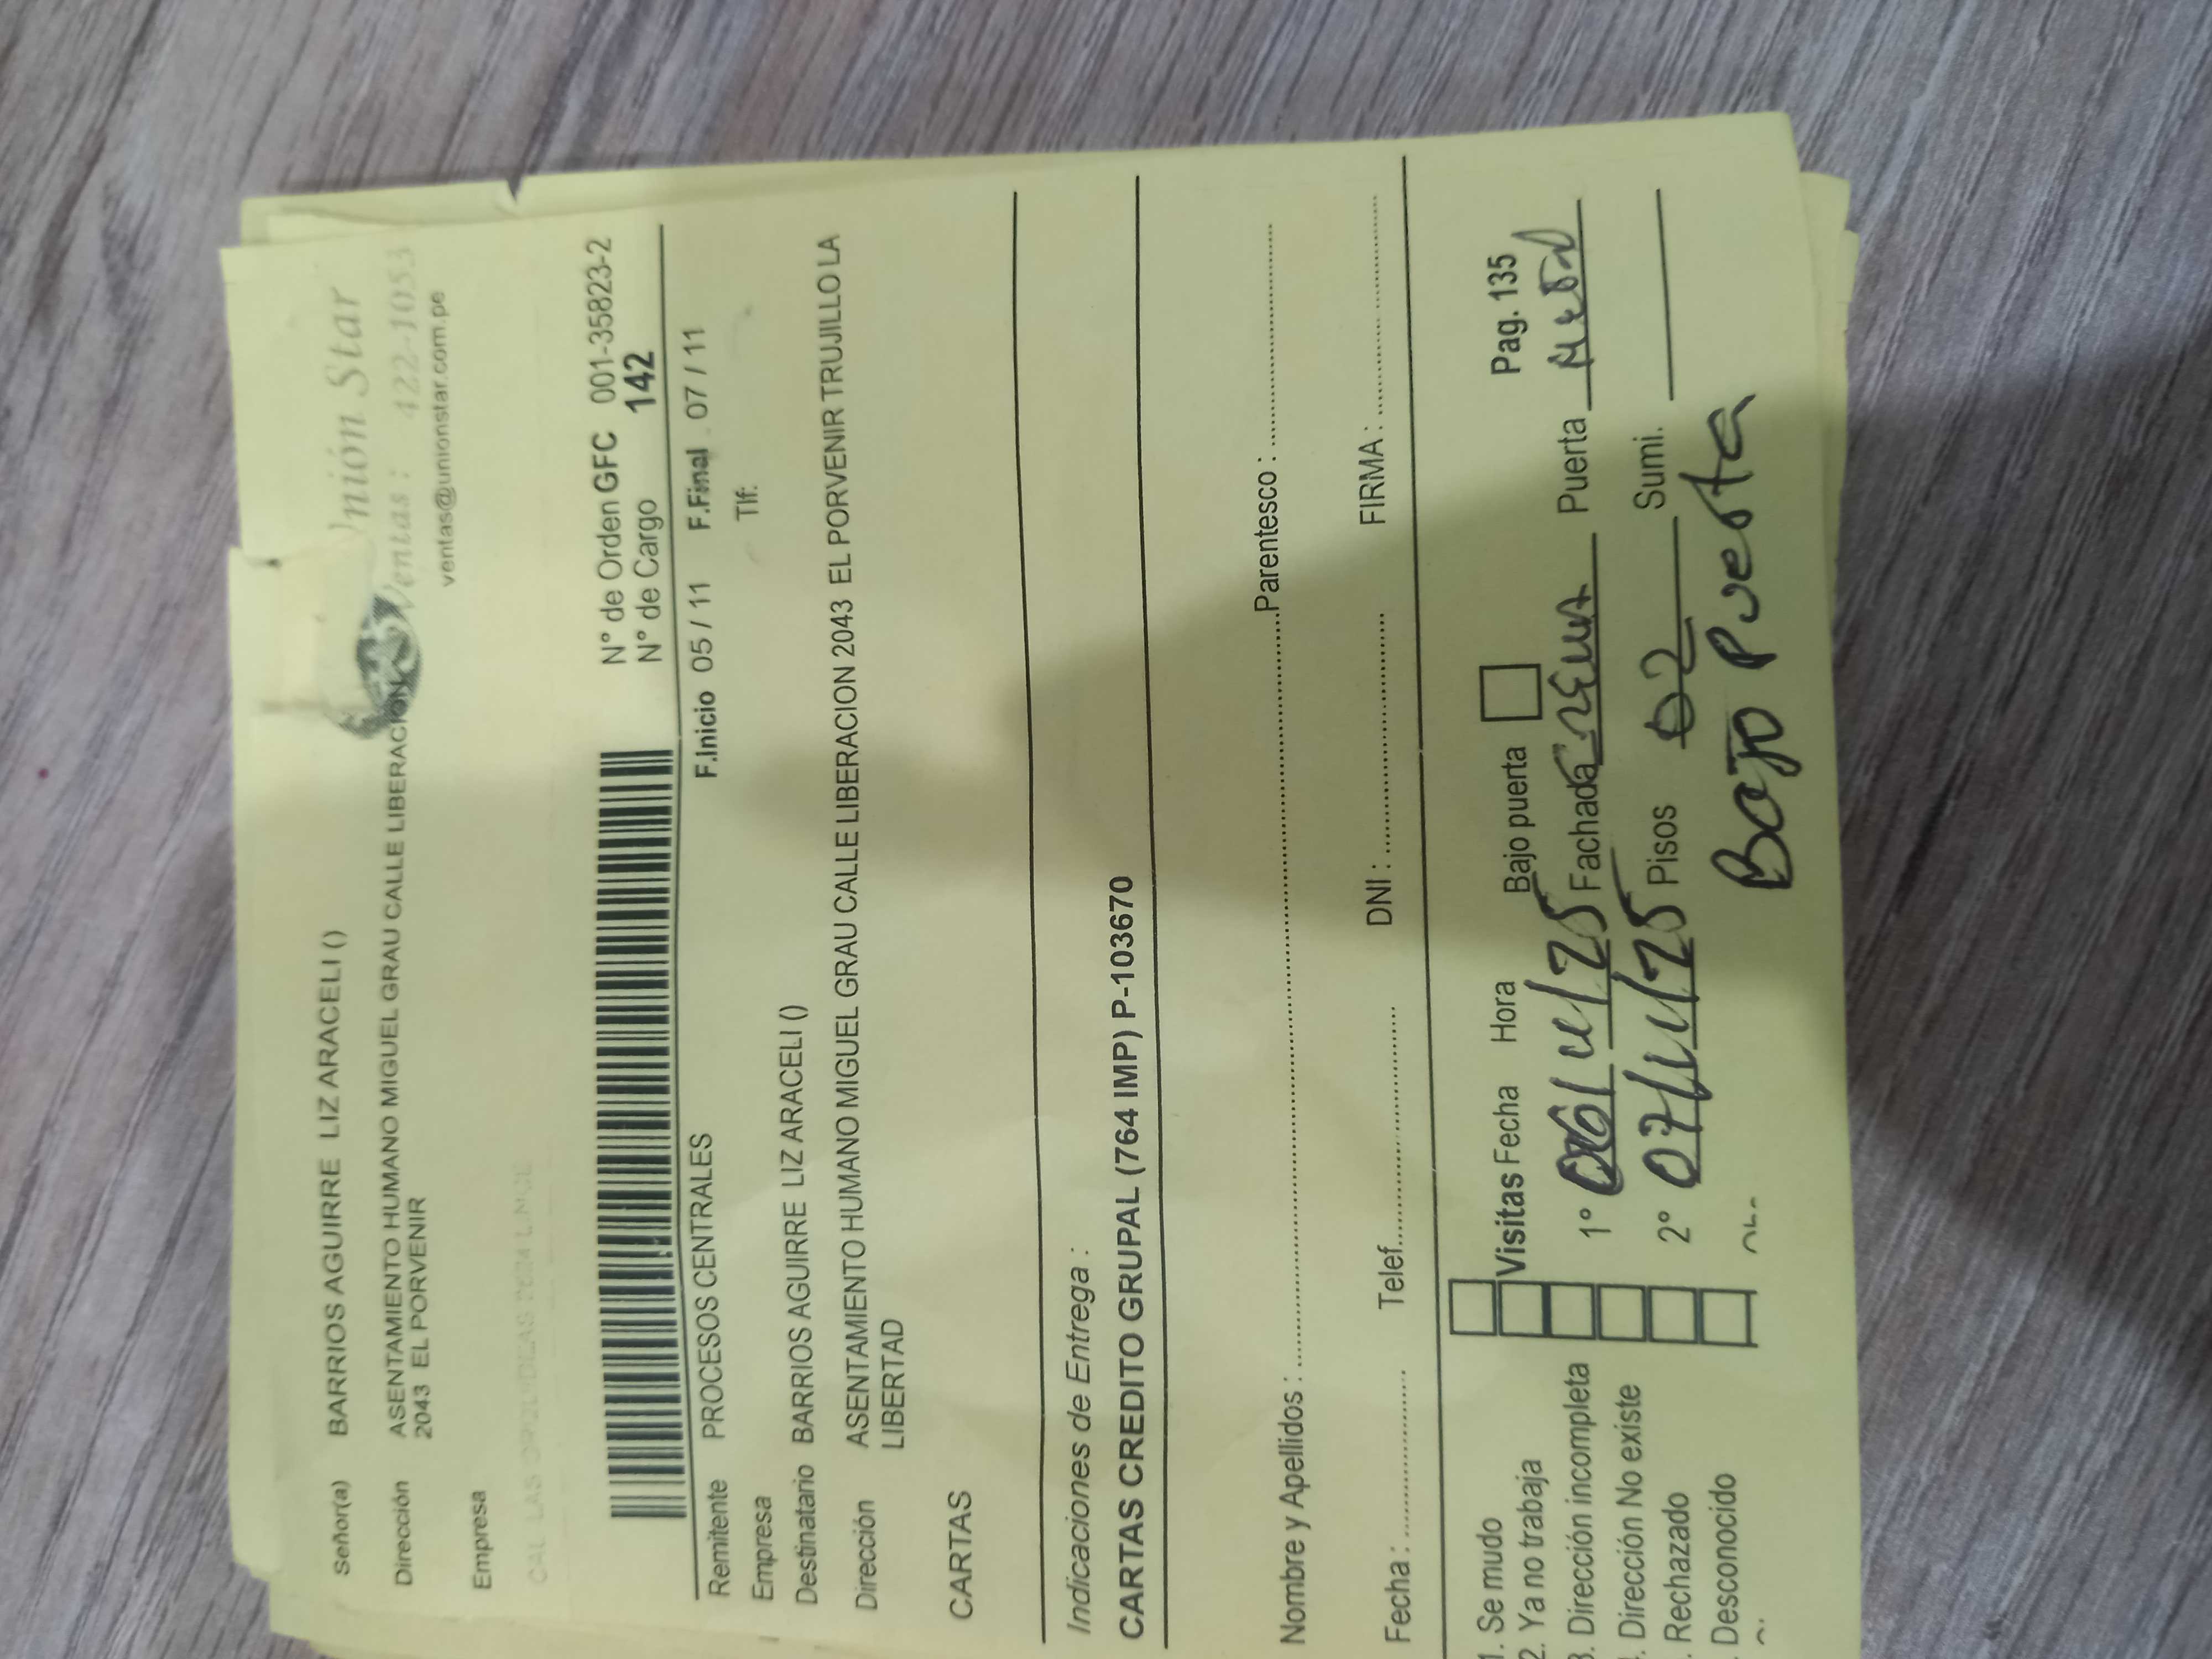 Unión Star
Ventas : 422-1053
ventas@unionstar.com.pe
Señor(a) BARRIOS AGUIRRE LIZ ARACELI ()
Dirección ASENTAMIENTO HUMANO MIGUEL GRAU CALLE LIBERACION
2043 EL PORVENIR
Empresa
N° de Orden GFC 001-35823-2
N° de Cargo 142
Remitente PROCESOS CENTRALES F.Inicio 05 / 11 F.Final 07 / 11
Empresa Tlf:
Destinatario BARRIOS AGUIRRE LIZ ARACELI ()
Dirección ASENTAMIENTO HUMANO MIGUEL GRAU CALLE LIBERACION 2043 EL PORVENIR TRUJILLO LA
LIBERTAD
CARTAS
Indicaciones de Entrega :
CARTAS CREDITO GRUPAL (764 IMP) P-103670
Nombre y Apellidos : Parentesco :
Fecha : Telef. DNI : FIRMA :
1. Se mudo
2. Ya no trabaja
3. Dirección incompleta
. Dirección No existe
. Rechazado
. Desconocido
Visitas Fecha Hora Bajo puerta Pag. 135
1° 06/11/25 Fachada Puerta
2° 07/11/25 Pisos 02 Sumi.
Bajo Puerta